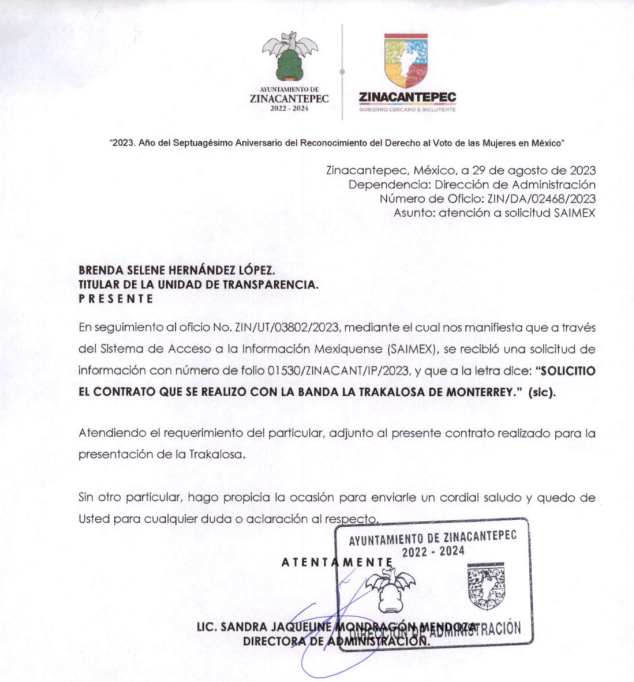 AYUNTAMIENTO DE
ZINACANTEPEC
2022 - 2024
ZINACANTEPEC
GOBIERNO CERCANO E INCLUYENTE
"2023. Año del Septuagésimo Aniversario del Reconocimiento del Derecho al Voto de las Mujeres en México"
Zinacantepec, México, a 29 de agosto de 2023
Dependencia: Dirección de Administración
Número de Oficio: ZIN/DA/02468/2023
Asunto: atención a solicitud SAIMEX
BRENDA SELENE HERNÁNDEZ LÓPEZ.
TITULAR DE LA UNIDAD DE TRANSPARENCIA.
P R E S E N T E
En seguimiento al oficio No. ZIN/UT/03802/2023, mediante el cual nos manifiesta que a través
del Sistema de Acceso a la Información Mexiquense (SAIMEX), se recibió una solicitud de
información con número de folio 01530/ZINACANT/IP/2023, y que a la letra dice: "SOLICITIO
EL CONTRATO QUE SE REALIZO CON LA BANDA LA TRAKALOSA DE MONTERREY." (sic).
Atendiendo el requerimiento del particular, adjunto al presente contrato realizado para la
presentación de la Trakalosa.
Sin otro particular, hago propicia la ocasión para enviarle un cordial saludo y quedo de
Usted para cualquier duda o aclaración al respecto.
AYUNTAMIENTO DE ZINACANTEPEC
2022 - 2024
A T E N T A M E N T E
LIC. SANDRA JAQUELINE MONDRAGÓN MENDOZA
DIRECCIÓN DE ADMINISTRACIÓN
DIRECTORA DE ADMINISTRACIÓN.